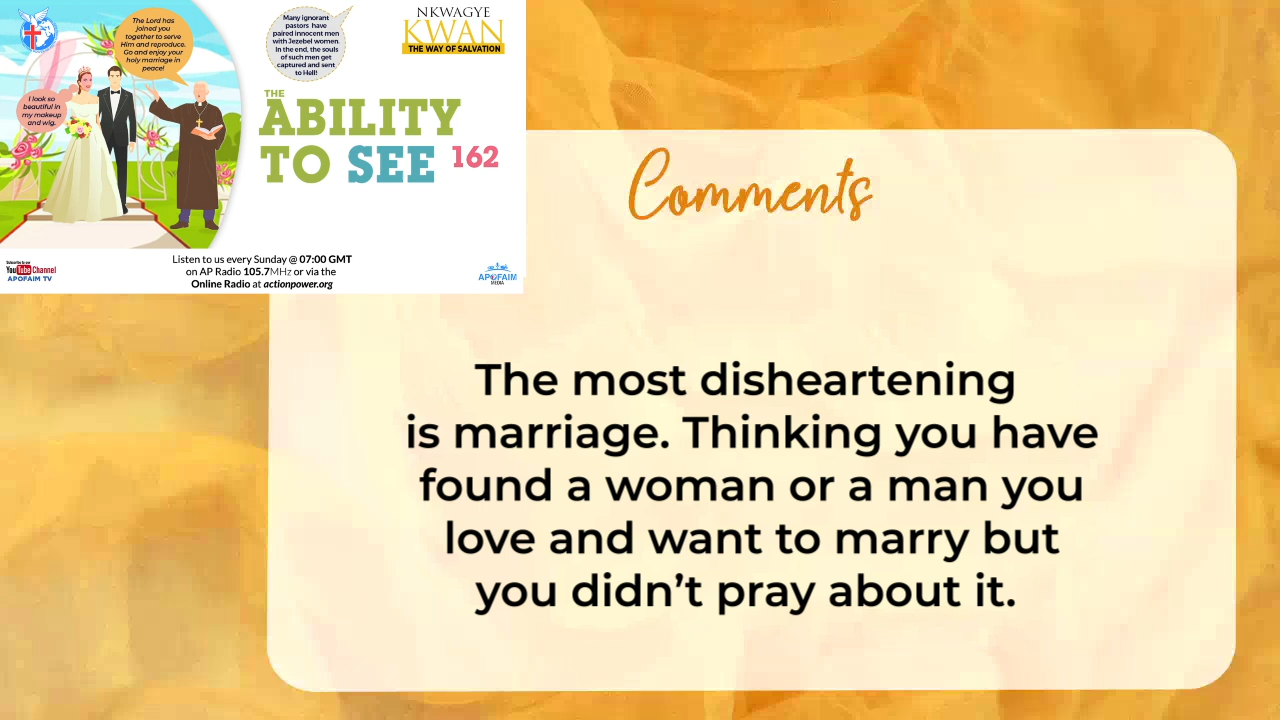 The Lord has
joined you
together to serve
Him and reproduce.
Go and enjoy your
holy marriage in
peace!
I look so
beautiful in
my makeup
and wig.
Many ignorant
pastors have
paired innocent men
with Jezebel women.
In the end, the souls
of such men get
captured and sent
to Hell!
NKWAGYE
KWAN
THE WAY OF SALVATION
THE
ABILITY
TO SEE 162
Subscribe to our
YouTube Channel
APOFAIM TV
Listen to us every Sunday @ 07:00 GMT
on AP Radio 105.7MHz or via the
Online Radio at actionpower.org
APOFAIM
MEDIA
Comments
The most disheartening
is marriage. Thinking you have
found a woman or a man you
love and want to marry but
you didn't pray about it.